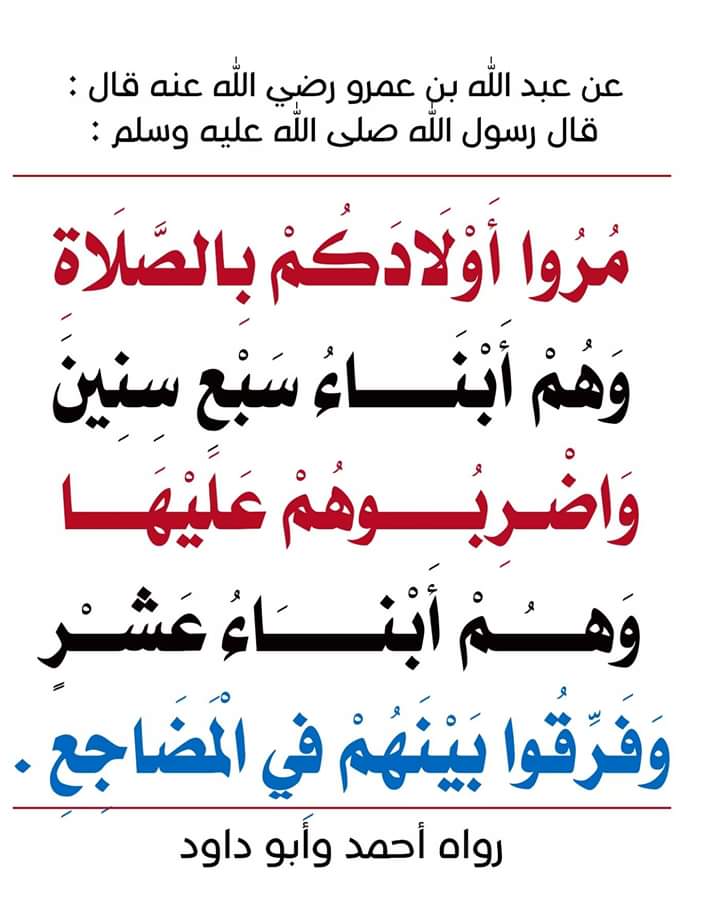 عن عبد الله بن عمرو رضي الله عنه قال :
قال رسول الله صلى الله عليه وسلم :
مُرُوا أَوْلَادَكُمْ بِالصَّلَاةِ
وَهُمْ أَبْنَاءُ سَبْعِ سِنِينَ
وَاضْرِبُوهُمْ عَلَيْهَا
وَهُمْ أَبْنَاءُ عَشْرٍ
وَفَرِّقُوا بَيْنَهُمْ فِي الْمَضَاجِعِ .
رواه أحمد وأبو داود